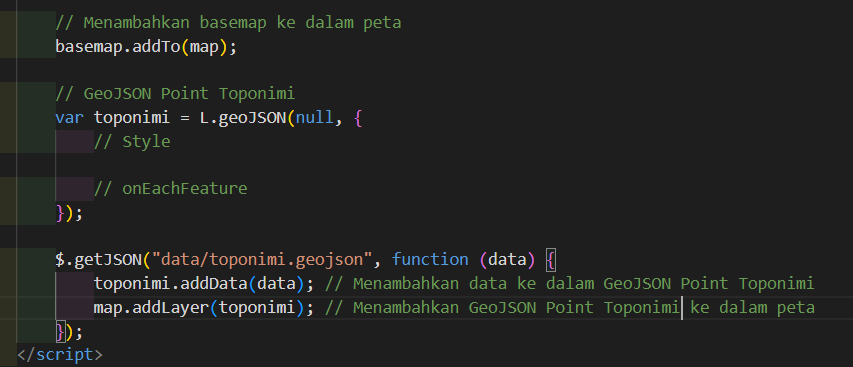 // Menambahkan basemap ke dalam peta
basemap.addTo(map);
// GeoJSON Point Toponimi
var toponimi = L.geoJSON(null, {
// Style
// onEachFeature
});
$.getJSON("data/toponimi.geojson", function (data) {
toponimi.addData(data); // Menambahkan data ke dalam GeoJSON Point Toponimi
map.addLayer(toponimi); // Menambahkan GeoJSON Point Toponimi ke dalam peta
});
</script>